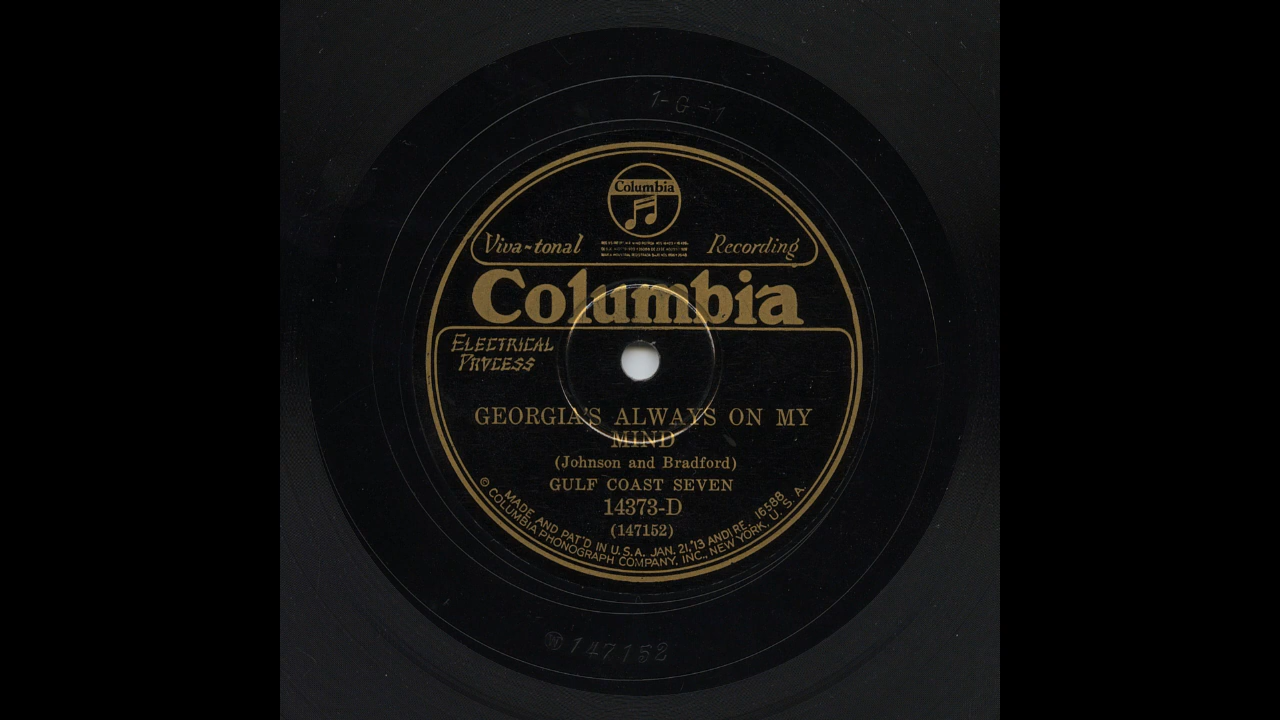 1-G-1
Columbia
Viva-tonal Recording
Columbia
ELECTRICAL
PROCESS
GEORGIA'S ALWAYS ON MY
MIND
(Johnson and Bradford)
GULF COAST SEVEN
14373-D
(147152)
MADE AND PAT'D IN U.S.A. JAN. 21, '13 AND RE. 16588
© COLUMBIA PHONOGRAPH COMPANY, INC., NEW YORK, U. S. A.
W 147152